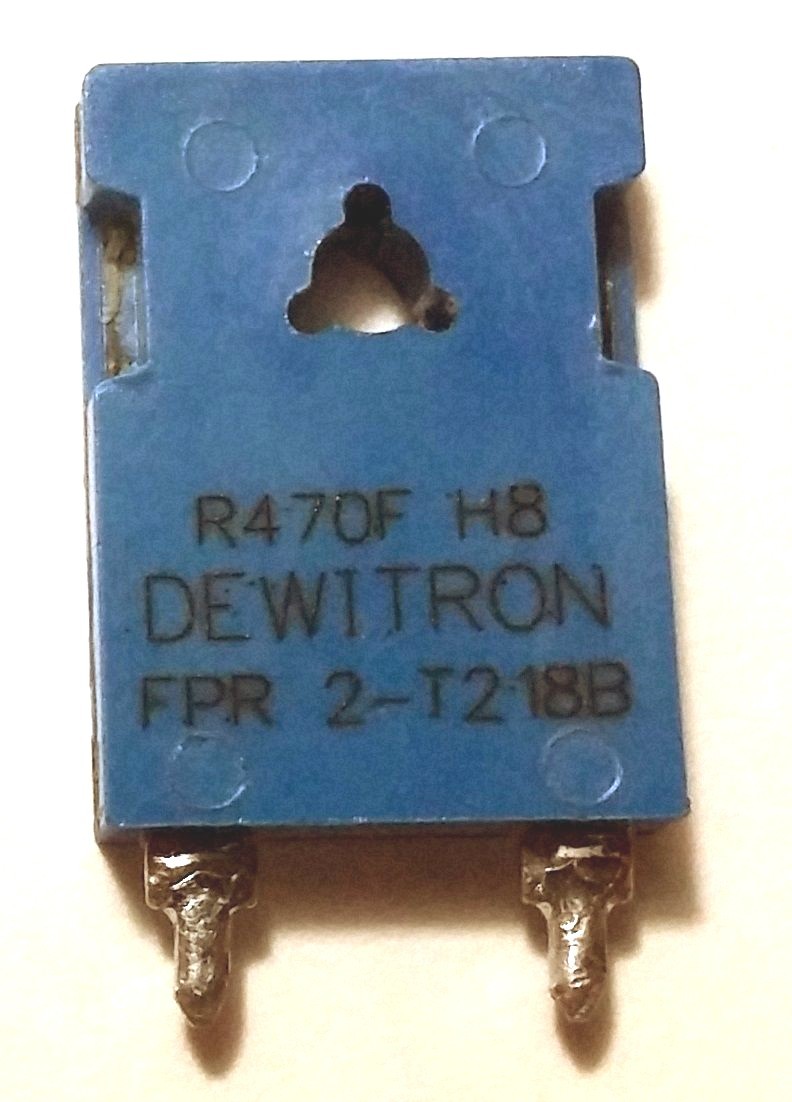 R470F H8
DEWITRON
FPR 2-T218B